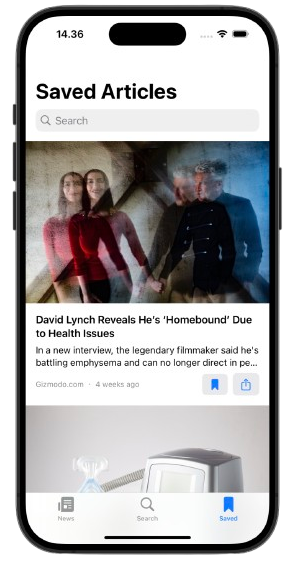 14.36
Saved Articles
Search
David Lynch Reveals He's ‘Homebound’ Due
to Health Issues
In a new interview, the legendary filmmaker said he's
battling emphysema and can no longer direct in pe...
Gizmodo.com · 4 weeks ago
News
Search
Saved